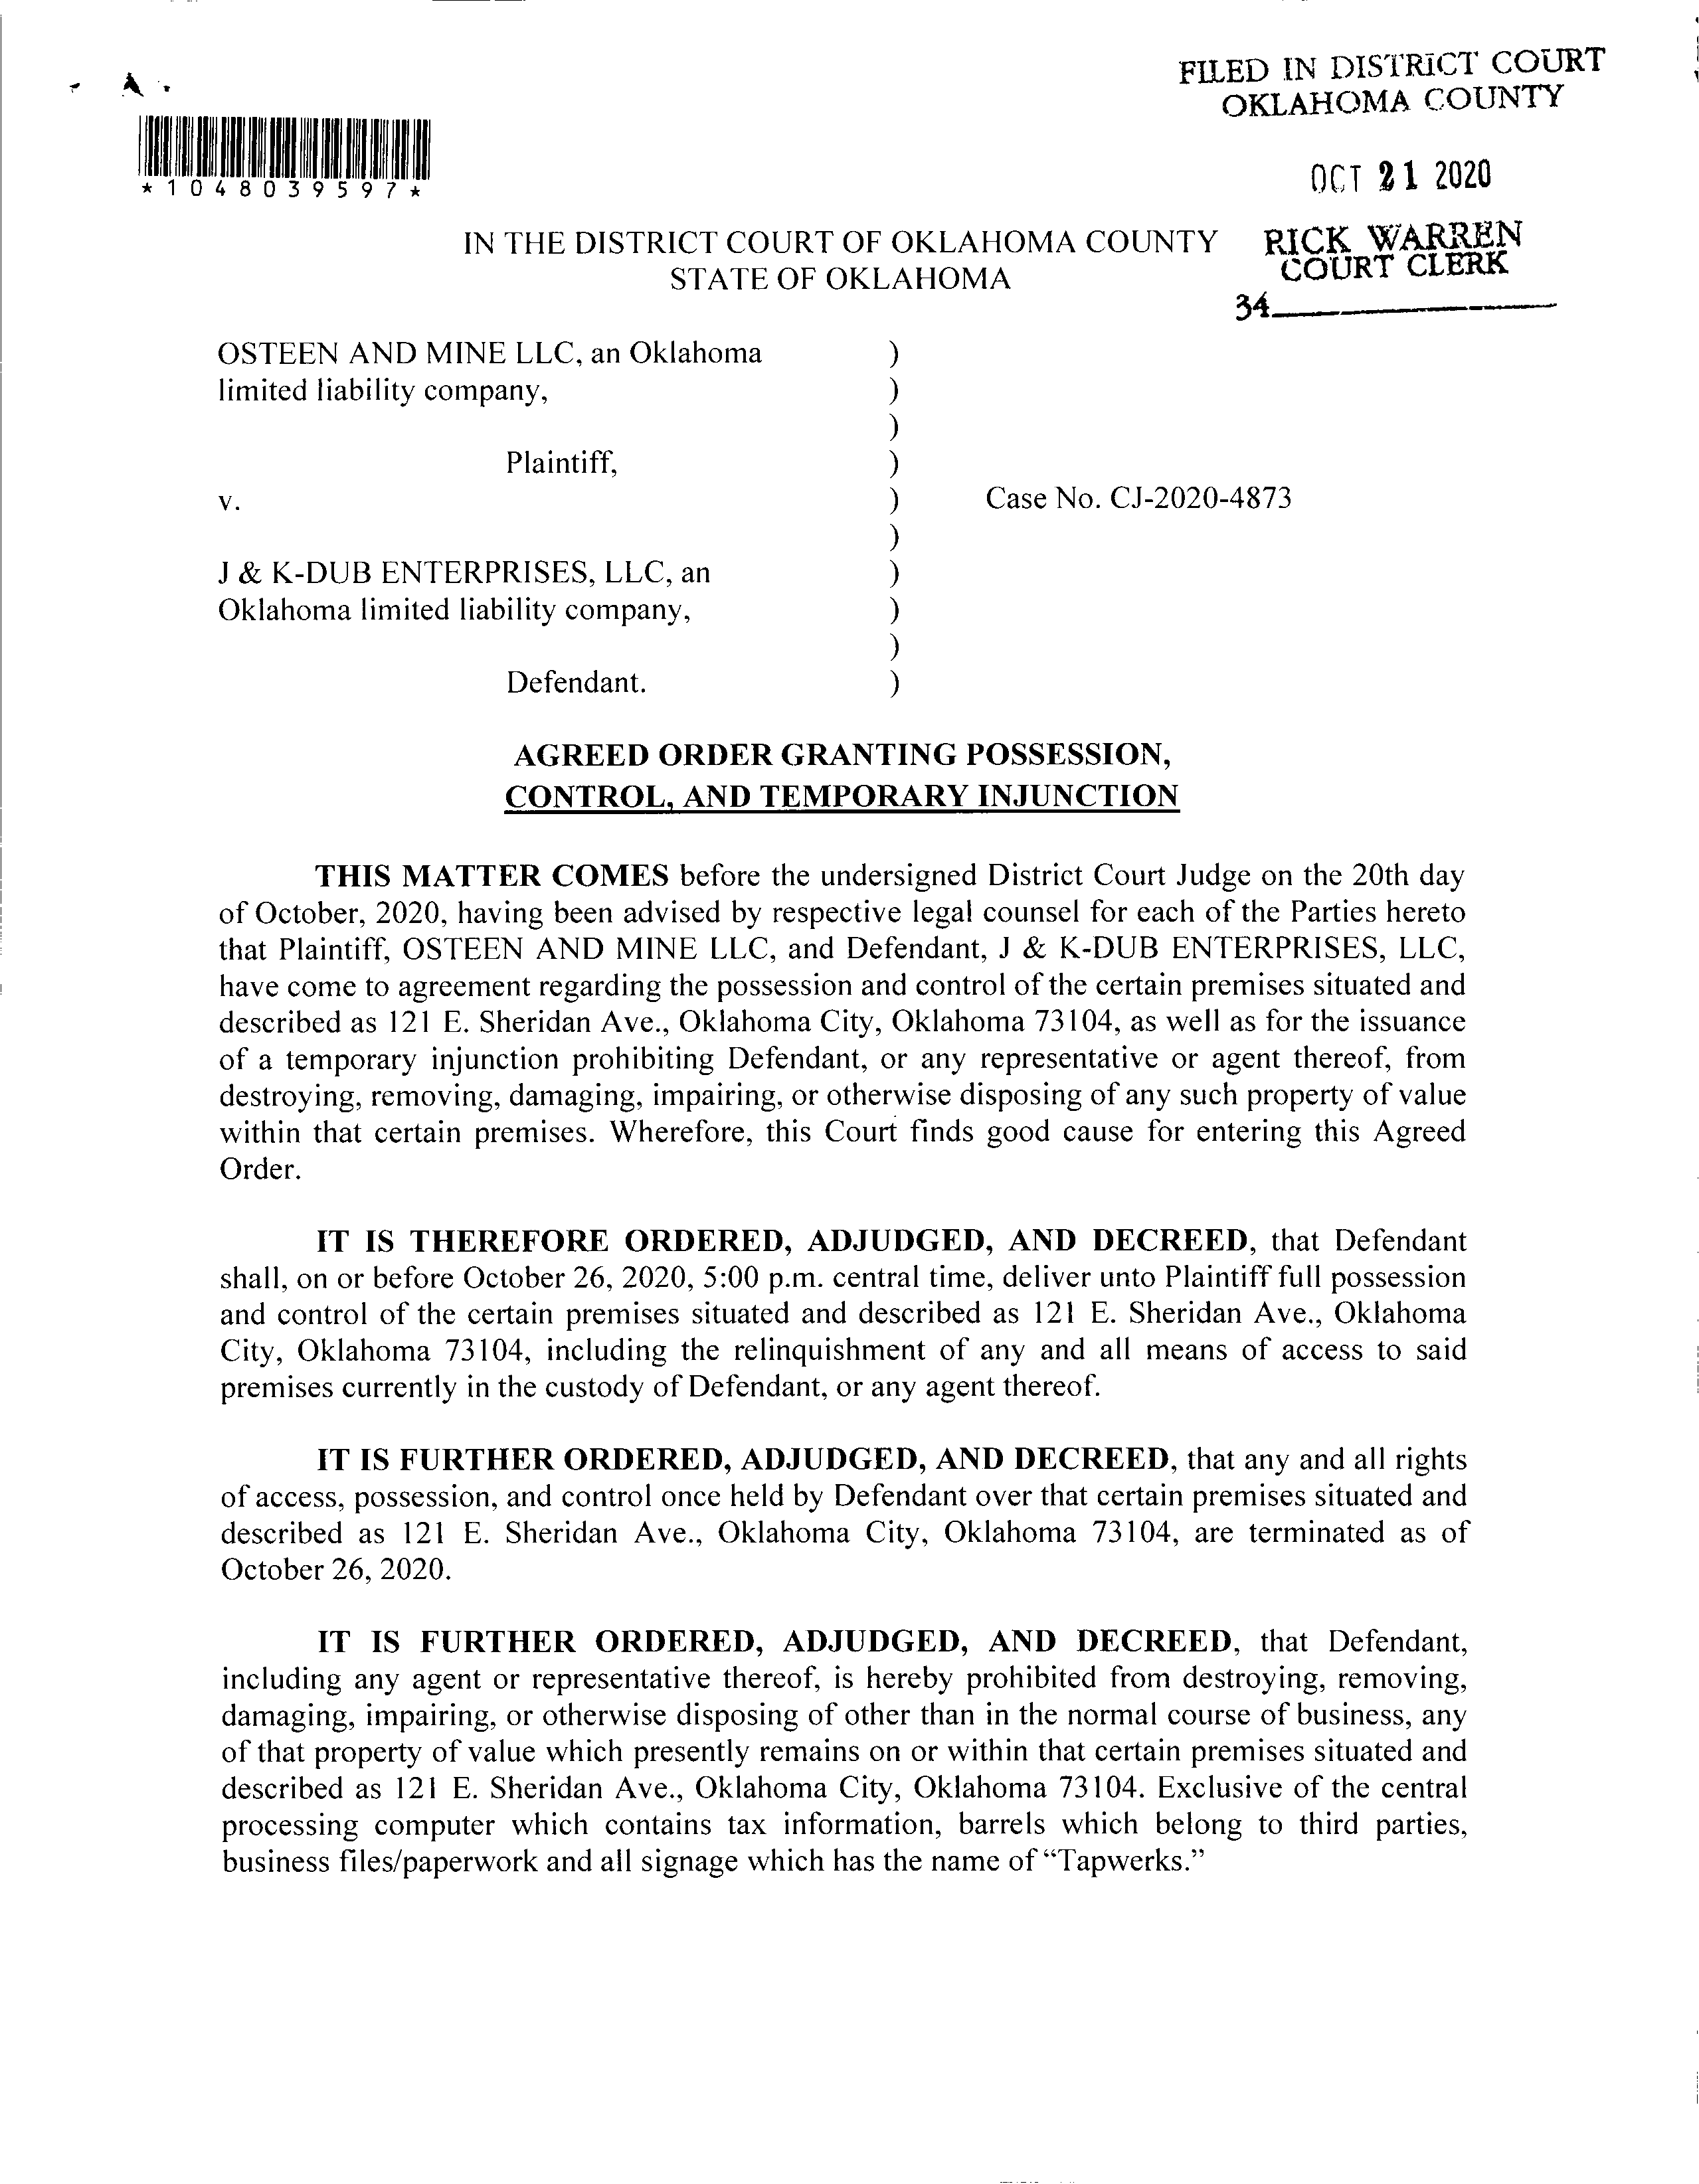 FILED IN DISTRICT COURT
OKLAHOMA COUNTY
*1048039597*
OCT 21 2020
IN THE DISTRICT COURT OF OKLAHOMA COUNTY
STATE OF OKLAHOMA
RICK WARREN
COURT CLERK
34
OSTEEN AND MINE LLC, an Oklahoma )
limited liability company, )
)
Plaintiff, )
v. ) Case No. CJ-2020-4873
)
J & K-DUB ENTERPRISES, LLC, an )
Oklahoma limited liability company, )
)
Defendant. )
AGREED ORDER GRANTING POSSESSION,
CONTROL, AND TEMPORARY INJUNCTION
THIS MATTER COMES before the undersigned District Court Judge on the 20th day
of October, 2020, having been advised by respective legal counsel for each of the Parties hereto
that Plaintiff, OSTEEN AND MINE LLC, and Defendant, J & K-DUB ENTERPRISES, LLC,
have come to agreement regarding the possession and control of the certain premises situated and
described as 121 E. Sheridan Ave., Oklahoma City, Oklahoma 73104, as well as for the issuance
of a temporary injunction prohibiting Defendant, or any representative or agent thereof, from
destroying, removing, damaging, impairing, or otherwise disposing of any such property of value
within that certain premises. Wherefore, this Court finds good cause for entering this Agreed
Order.
IT IS THEREFORE ORDERED, ADJUDGED, AND DECREED, that Defendant
shall, on or before October 26, 2020, 5:00 p.m. central time, deliver unto Plaintiff full possession
and control of the certain premises situated and described as 121 E. Sheridan Ave., Oklahoma
City, Oklahoma 73104, including the relinquishment of any and all means of access to said
premises currently in the custody of Defendant, or any agent thereof.
IT IS FURTHER ORDERED, ADJUDGED, AND DECREED, that any and all rights
of access, possession, and control once held by Defendant over that certain premises situated and
described as 121 E. Sheridan Ave., Oklahoma City, Oklahoma 73104, are terminated as of
October 26, 2020.
IT IS FURTHER ORDERED, ADJUDGED, AND DECREED, that Defendant,
including any agent or representative thereof, is hereby prohibited from destroying, removing,
damaging, impairing, or otherwise disposing of other than in the normal course of business, any
of that property of value which presently remains on or within that certain premises situated and
described as 121 E. Sheridan Ave., Oklahoma City, Oklahoma 73104. Exclusive of the central
processing computer which contains tax information, barrels which belong to third parties,
business files/paperwork and all signage which has the name of “Tapwerks.”